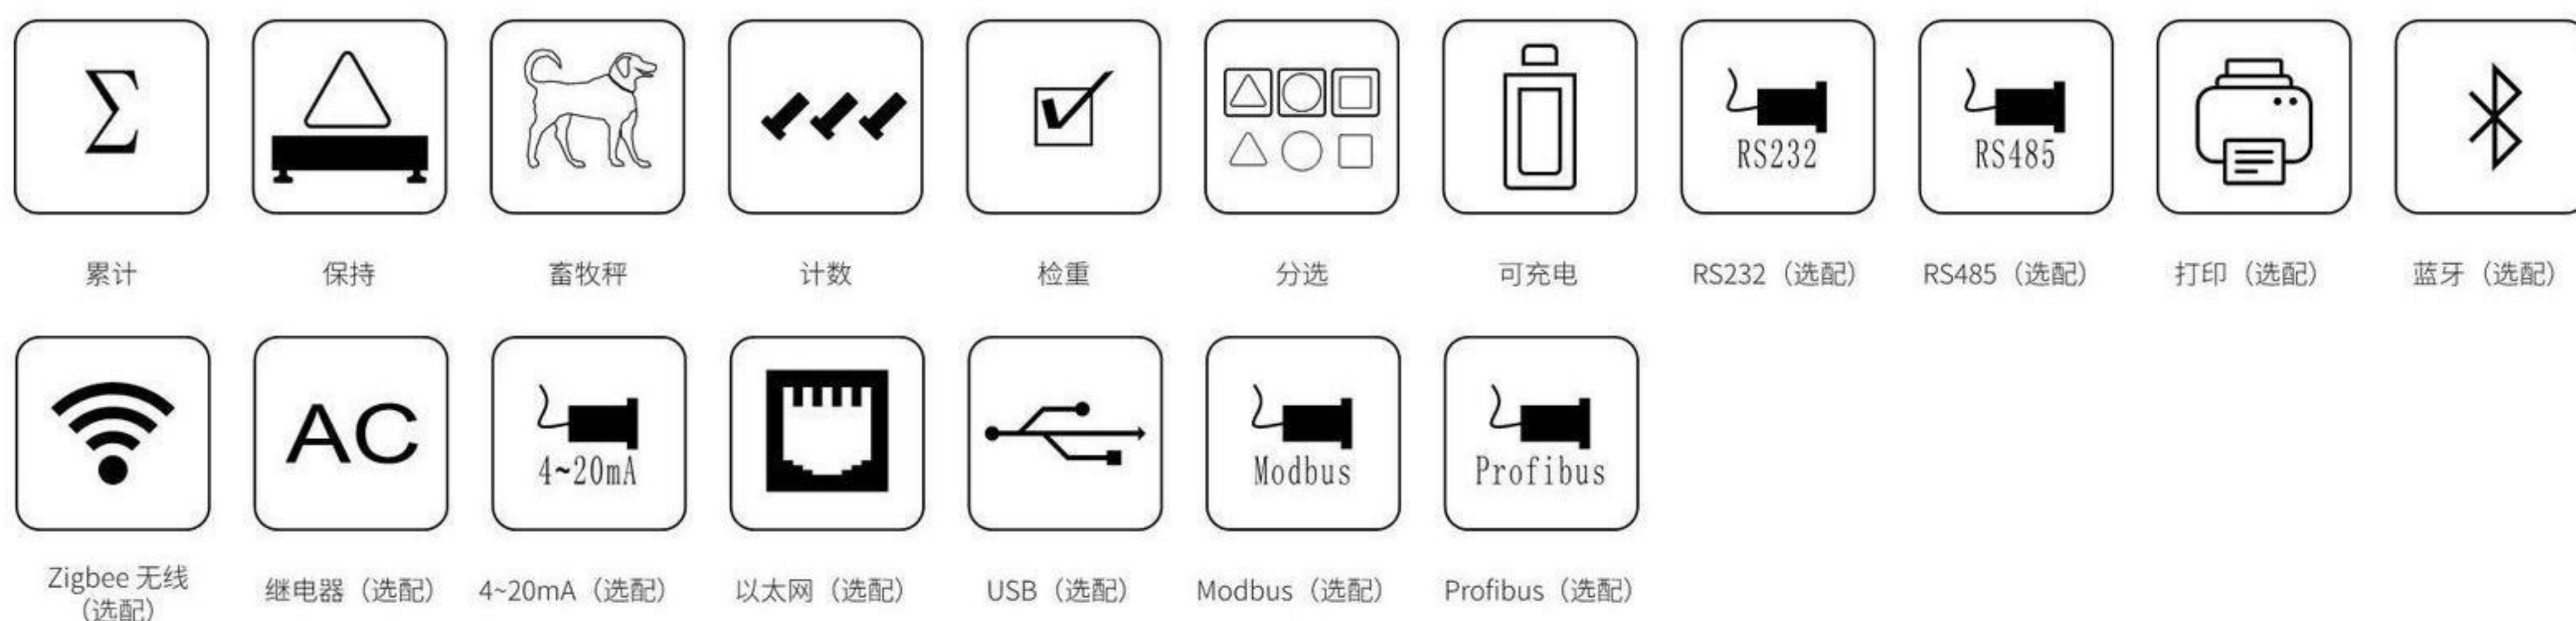 Σ
RS232
RS485
累计
保持
畜牧秤
计数
检重
分选
可充电
RS232（选配）
RS485（选配）
打印（选配）
蓝牙（选配）
AC
4~20mA
Modbus
Profibus
Zigbee 无线
（选配）
继电器（选配）
4~20mA（选配）
以太网（选配）
USB（选配）
Modbus（选配）
Profibus（选配）